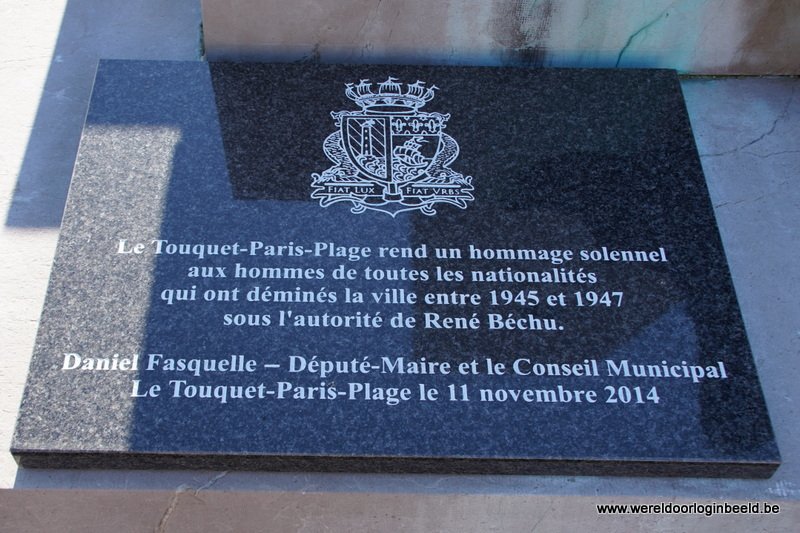 FIAT LUX FIAT VRBS
Le Touquet-Paris-Plage rend un hommage solennel
aux hommes de toutes les nationalités
qui ont déminés la ville entre 1945 et 1947
sous l'autorité de René Béchu.
Daniel Fasquelle – Député-Maire et le Conseil Municipal
Le Touquet-Paris-Plage le 11 novembre 2014
www.wereldoorloginbeeld.be